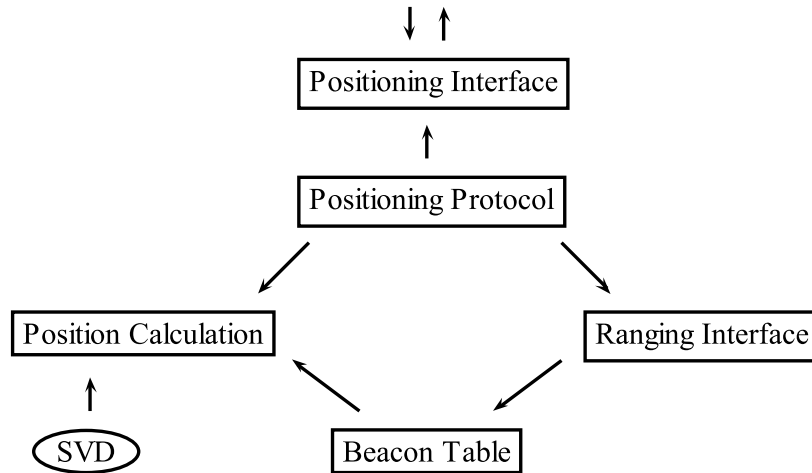 Positioning Interface
Positioning Protocol
Position Calculation
Ranging Interface
SVD
Beacon Table